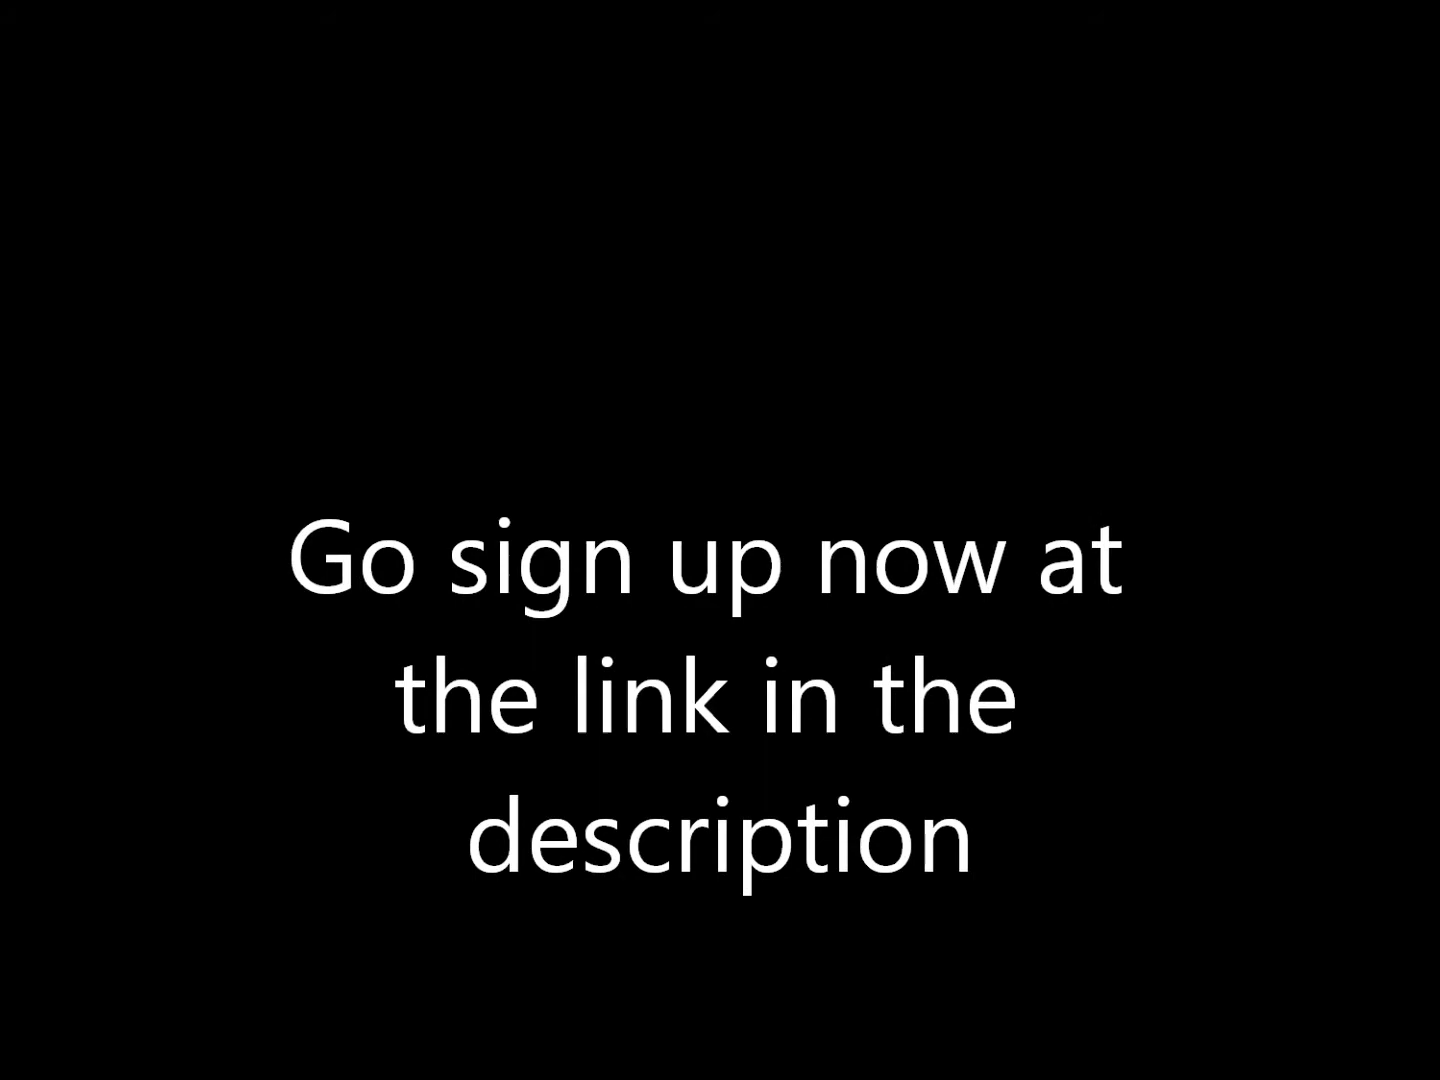 Go sign up now at
the link in the
description